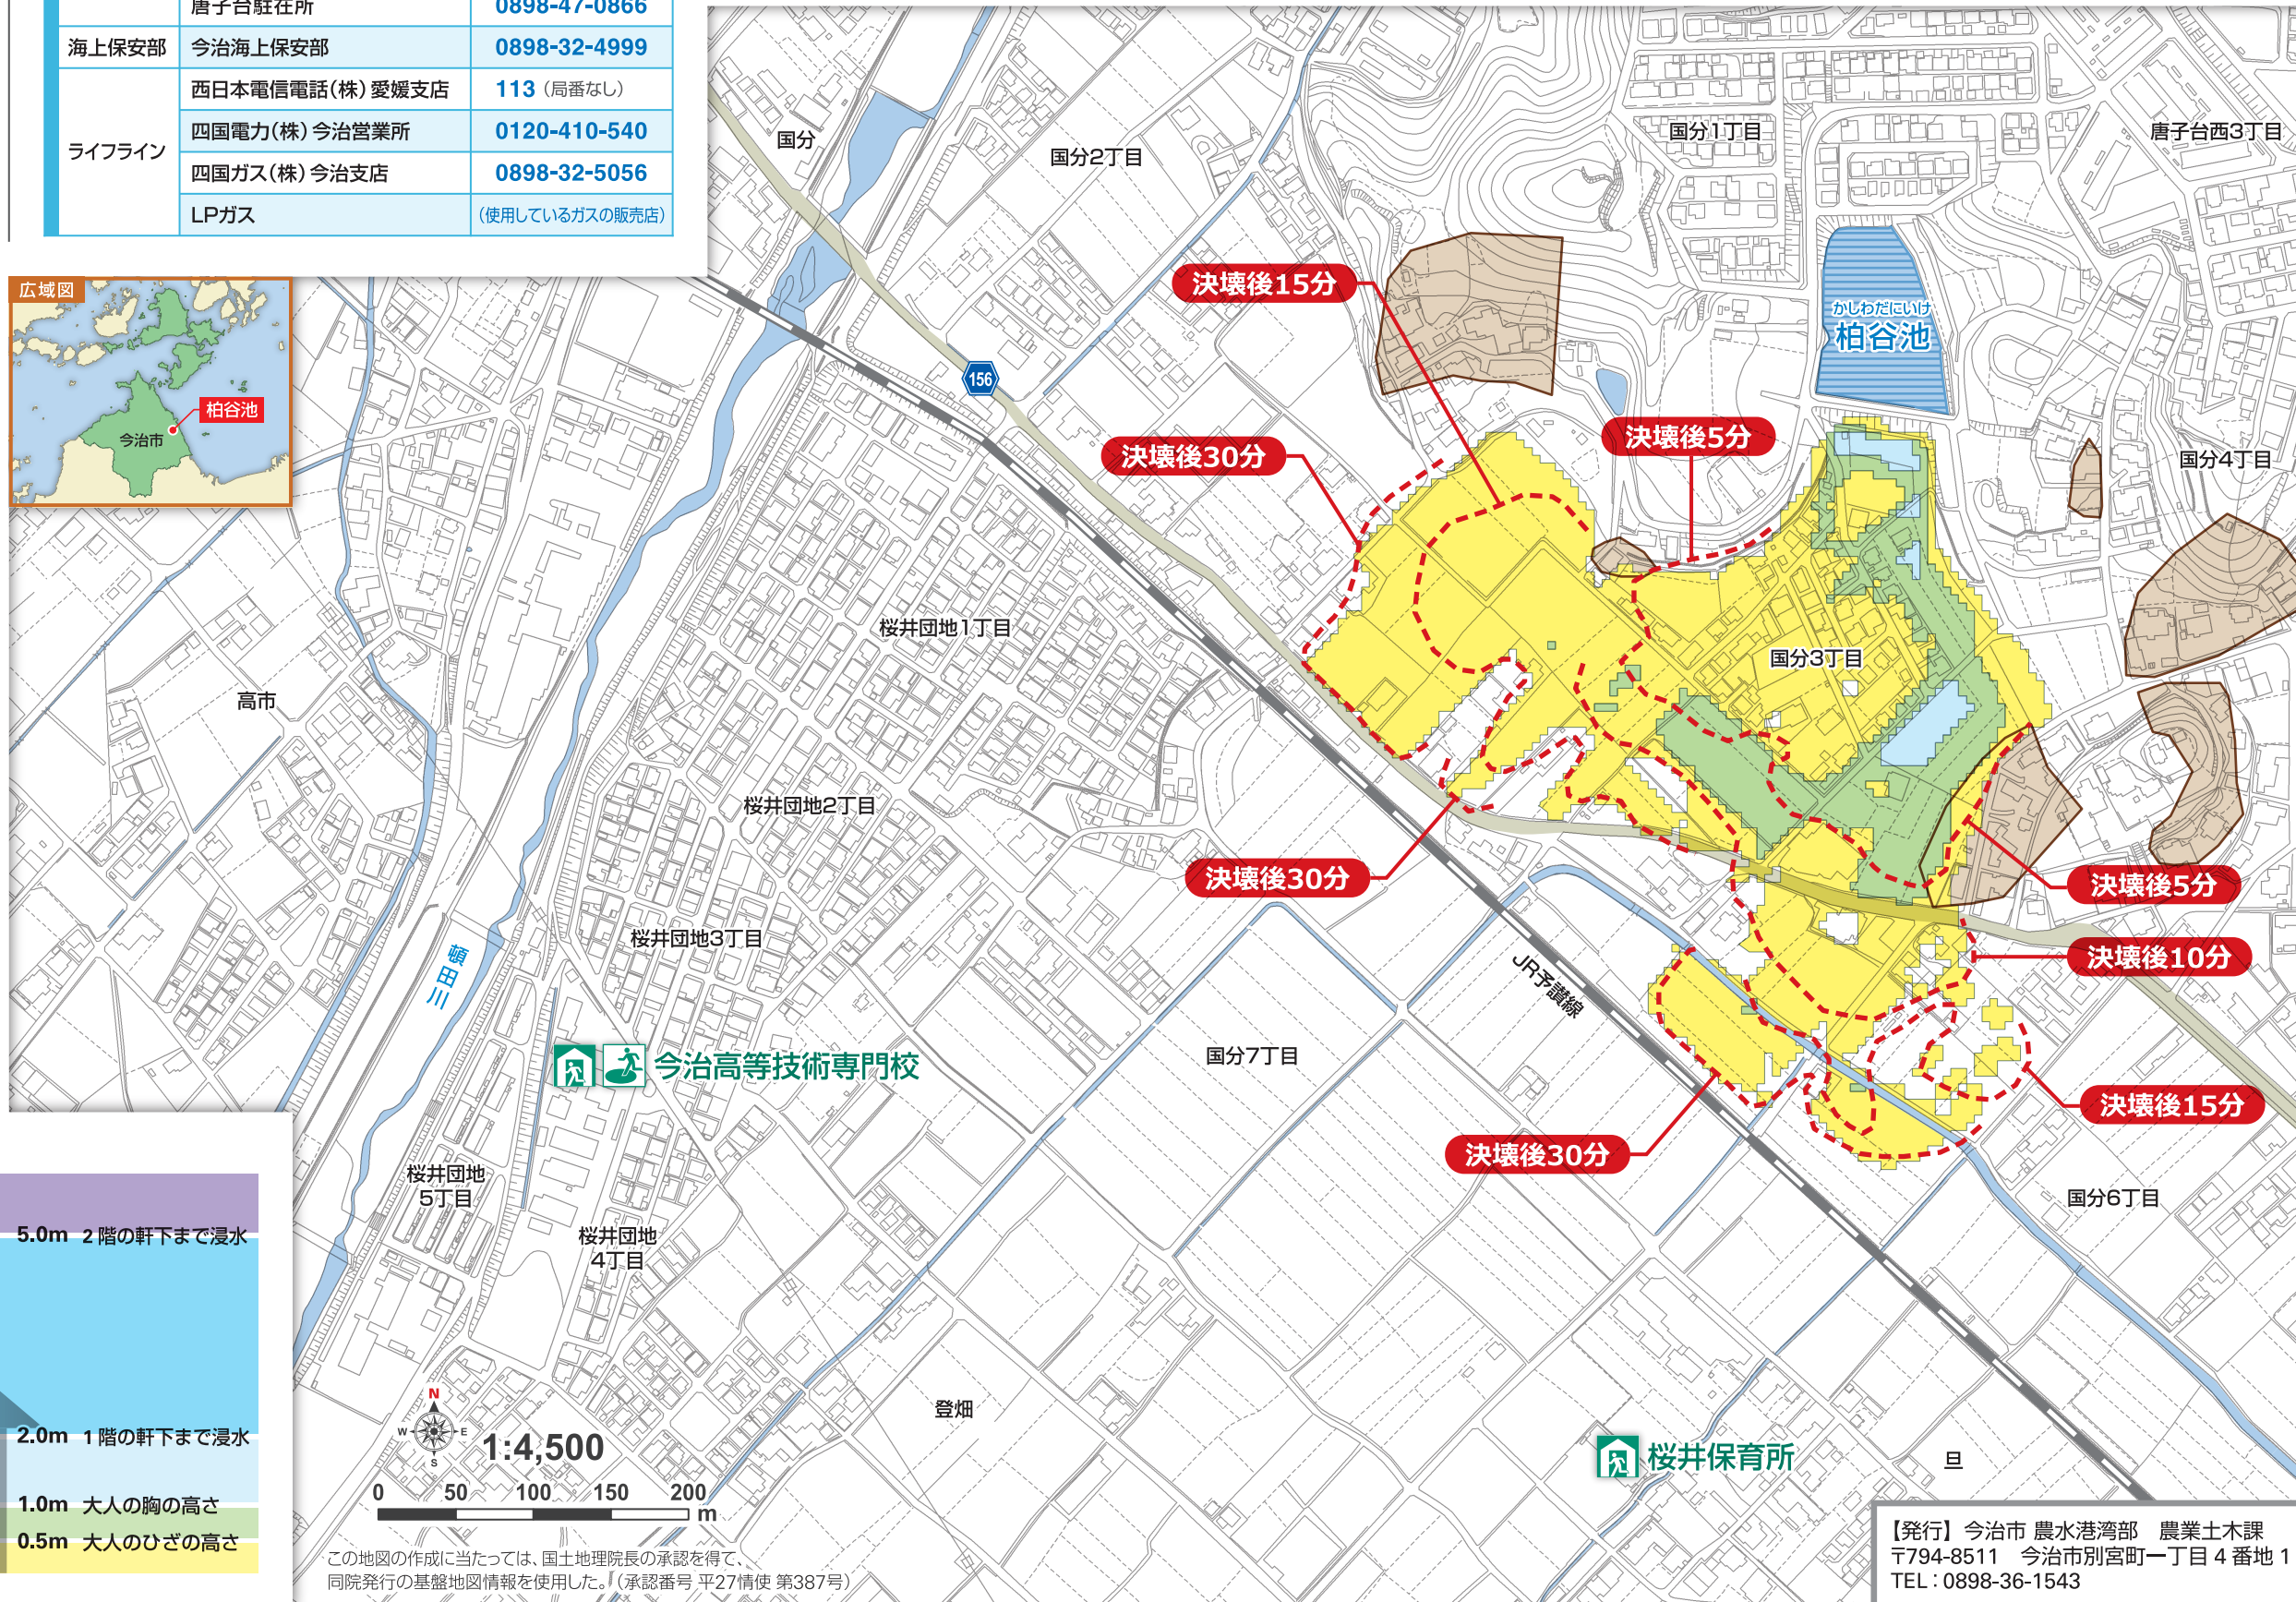 唐子台駐在所 0898-47-0866
海上保安部 今治海上保安部 0898-32-4999
ライフライン
西日本電信電話(株)愛媛支店 113 (局番なし)
四国電力(株)今治営業所 0120-410-540
四国ガス(株)今治支店 0898-32-5056
LPガス (使用しているガスの販売店)
広域図
柏谷池
今治市
国分
国分2丁目
国分1丁目
唐子台西3丁目
決壊後15分
かしわだにいけ
柏谷池
156
決壊後5分
決壊後30分
国分4丁目
桜井団地1丁目
国分3丁目
高市
桜井団地2丁目
決壊後30分
決壊後5分
桜井団地3丁目
頓田川
決壊後10分
JR予讃線
国分7丁目
今治高等技術専門校
決壊後15分
決壊後30分
桜井団地
5丁目
国分6丁目
桜井団地
4丁目
5.0m 2階の軒下まで浸水
2.0m 1階の軒下まで浸水
1.0m 大人の胸の高さ
0.5m 大人のひざの高さ
登畑
N
W E
S
1:4,500
0 50 100 150 200
m
桜井保育所
旦
この地図の作成に当たっては、国土地理院長の承認を得て、
同院発行の基盤地図情報を使用した。(承認番号 平27情使 第387号)
【発行】今治市 農水港湾部 農業土木課
〒794-8511 今治市別宮町一丁目4番地1
TEL:0898-36-1543